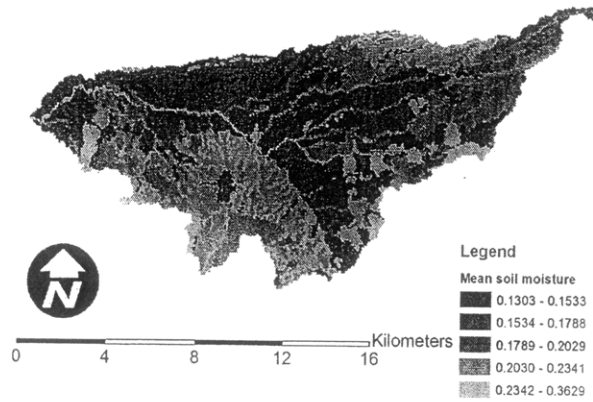 N
Legend
Mean soil moisture
0.1303 - 0.1533
0.1534 - 0.1788
0.1789 - 0.2029
0.2030 - 0.2341
0.2342 - 0.3629
Kilometers
0 4 8 12 16